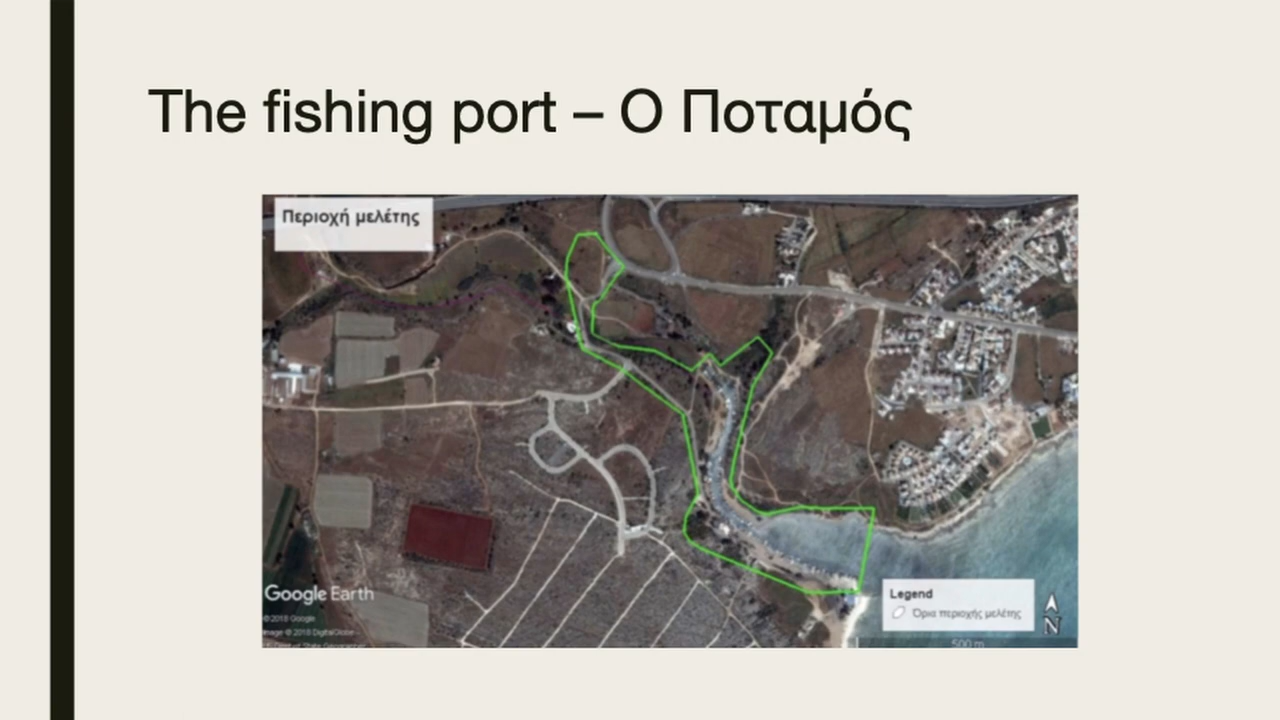 The fishing port – Ο Ποταμός
Περιοχή μελέτης
Google Earth
©2018 Google
Image © 2018 DigitalGlobe
Legend
Όρια περιοχής μελέτης
N
500 m